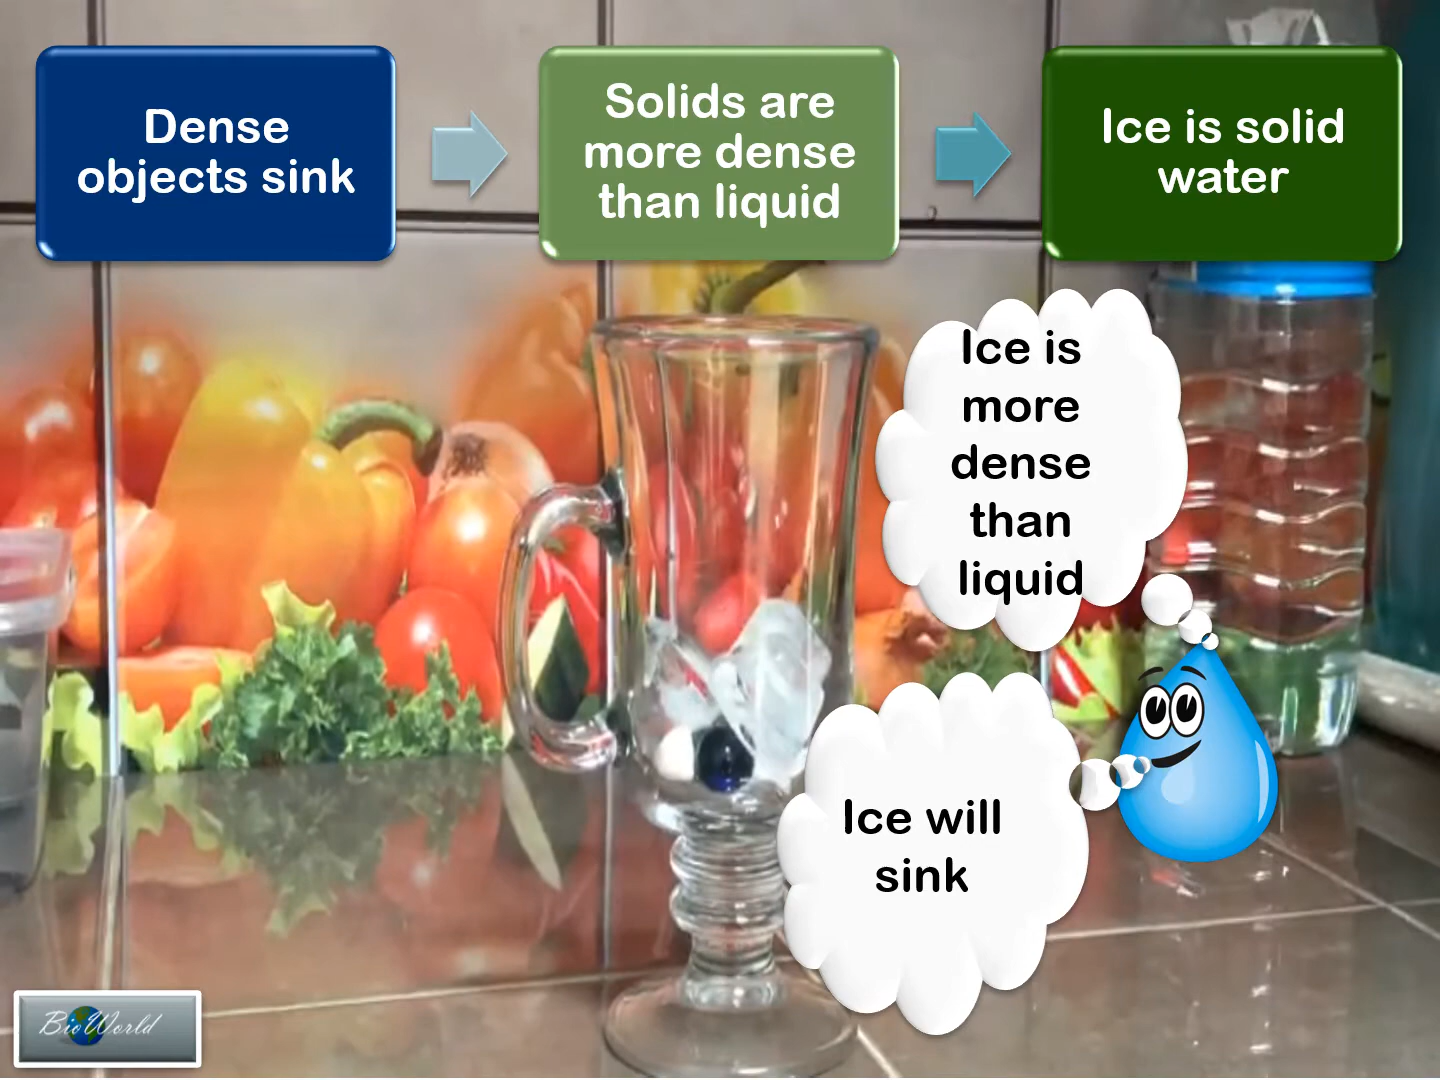 Dense
objects sink
Solids are
more dense
than liquid
Ice is solid
water
Ice is
more
dense
than
liquid
Ice will
sink
BioWorld